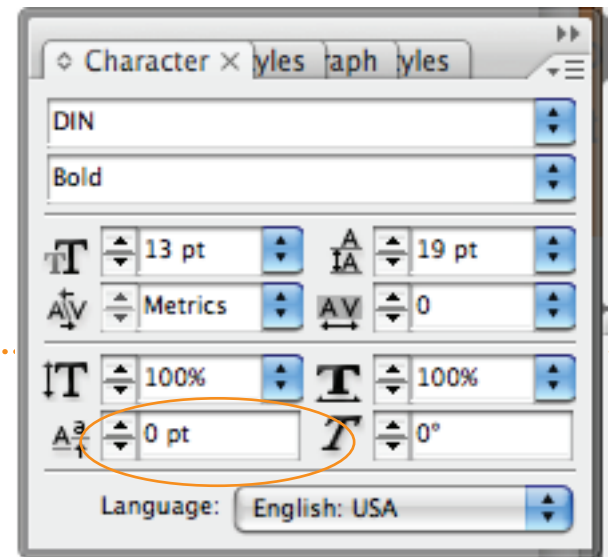 Character × yles raph yles
DIN
Bold
13 pt 19 pt
Metrics 0
100% 100%
0 pt 0°
Language: English: USA